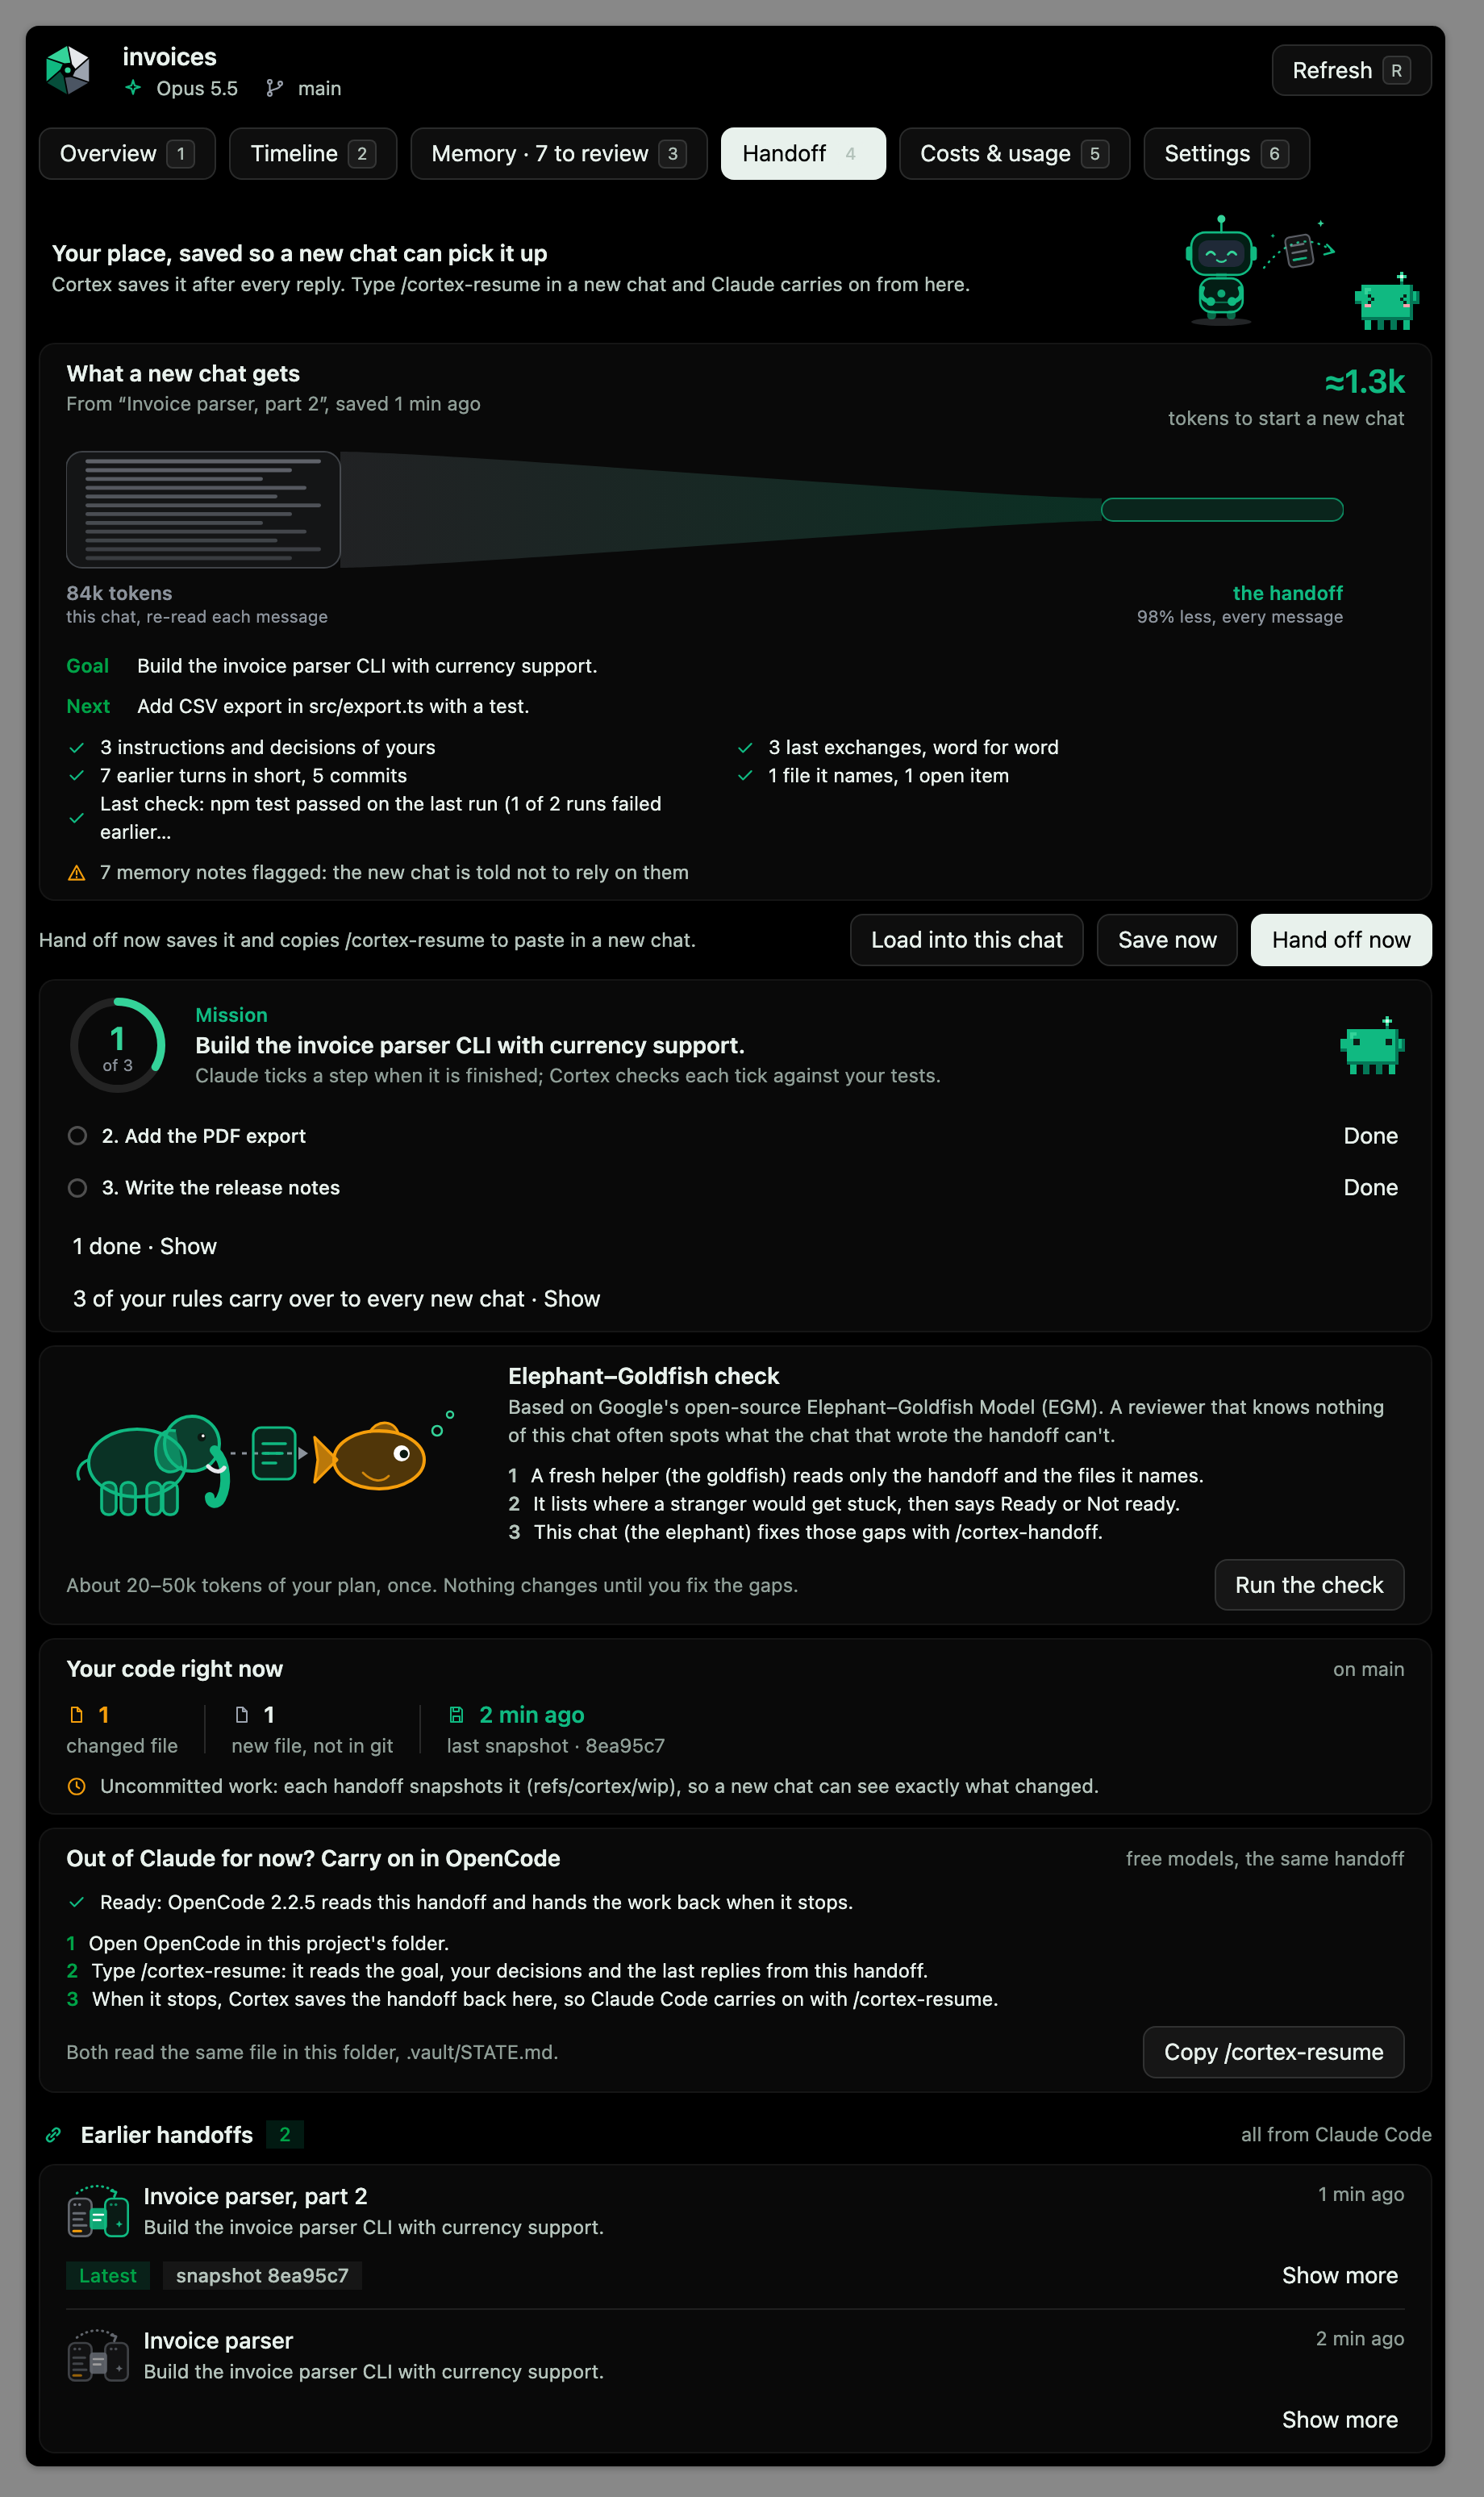 invoices
Opus 5.5 main
Refresh R
Overview 1 Timeline 2 Memory · 7 to review 3 Handoff 4 Costs & usage 5 Settings 6
Your place, saved so a new chat can pick it up
Cortex saves it after every reply. Type /cortex-resume in a new chat and Claude carries on from here.
What a new chat gets
From “Invoice parser, part 2”, saved 1 min ago
≈1.3k
tokens to start a new chat
84k tokens
this chat, re-read each message
the handoff
98% less, every message
Goal Build the invoice parser CLI with currency support.
Next Add CSV export in src/export.ts with a test.
3 instructions and decisions of yours
3 last exchanges, word for word
7 earlier turns in short, 5 commits
1 file it names, 1 open item
Last check: npm test passed on the last run (1 of 2 runs failed
earlier…
7 memory notes flagged: the new chat is told not to rely on them
Hand off now saves it and copies /cortex-resume to paste in a new chat.
Load into this chat Save now Hand off now
1
of 3
Mission
Build the invoice parser CLI with currency support.
Claude ticks a step when it is finished; Cortex checks each tick against your tests.
2. Add the PDF export Done
3. Write the release notes Done
1 done · Show
3 of your rules carry over to every new chat · Show
Elephant–Goldfish check
Based on Google's open-source Elephant–Goldfish Model (EGM). A reviewer that knows nothing
of this chat often spots what the chat that wrote the handoff can't.
1 A fresh helper (the goldfish) reads only the handoff and the files it names.
2 It lists where a stranger would get stuck, then says Ready or Not ready.
3 This chat (the elephant) fixes those gaps with /cortex-handoff.
About 20–50k tokens of your plan, once. Nothing changes until you fix the gaps.
Run the check
Your code right now
on main
1
changed file
1
new file, not in git
2 min ago
last snapshot · 8ea95c7
Uncommitted work: each handoff snapshots it (refs/cortex/wip), so a new chat can see exactly what changed.
Out of Claude for now? Carry on in OpenCode
free models, the same handoff
Ready: OpenCode 2.2.5 reads this handoff and hands the work back when it stops.
1 Open OpenCode in this project's folder.
2 Type /cortex-resume: it reads the goal, your decisions and the last replies from this handoff.
3 When it stops, Cortex saves the handoff back here, so Claude Code carries on with /cortex-resume.
Both read the same file in this folder, .vault/STATE.md.
Copy /cortex-resume
Earlier handoffs 2
all from Claude Code
Invoice parser, part 2
1 min ago
Build the invoice parser CLI with currency support.
Latest snapshot 8ea95c7
Show more
Invoice parser
2 min ago
Build the invoice parser CLI with currency support.
Show more